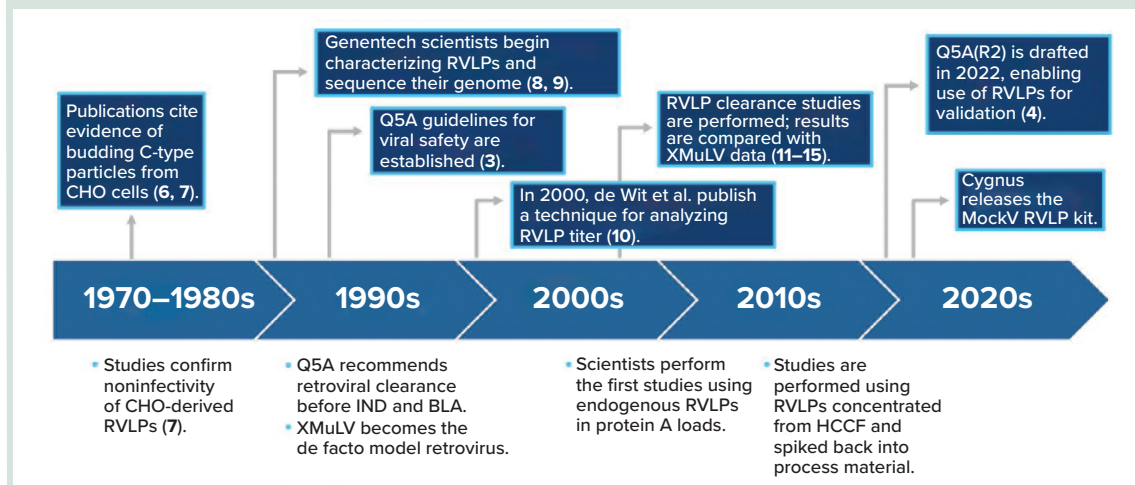 Genentech scientists begin
characterizing RVLPs and
sequence their genome (8, 9).
Q5A(R2) is drafted
in 2022, enabling
use of RVLPs for
validation (4).
Publications cite
evidence of
budding C-type
particles from
CHO cells (6, 7).
Q5A guidelines for
viral safety are
established (3).
RVLP clearance studies
are performed; results
are compared with
XMuLV data (11–15).
In 2000, de Wit et al. publish
a technique for analyzing
RVLP titer (10).
Cygnus
releases the
MockV RVLP kit.
1970–1980s
1990s
2000s
2010s
2020s
• Studies confirm
noninfectivity
of CHO-derived
RVLPs (7).
• Q5A recommends
retroviral clearance
before IND and BLA.
• XMuLV becomes the
de facto model retrovirus.
• Scientists perform
the first studies using
endogenous RVLPs
in protein A loads.
• Studies are
performed using
RVLPs concentrated
from HCCF and
spiked back into
process material.